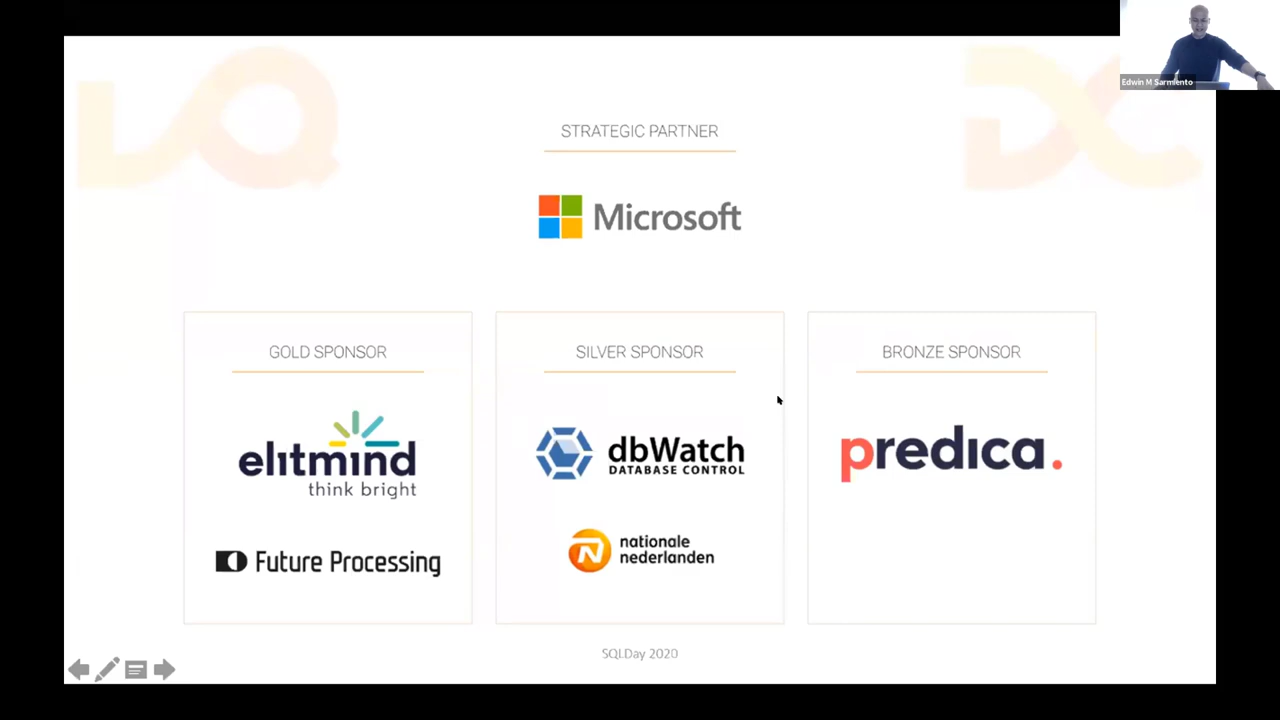 Edwin M Sarmiento
STRATEGIC PARTNER
Microsoft
GOLD SPONSOR
elitmind
think bright
Future Processing
SILVER SPONSOR
dbWatch
DATABASE CONTROL
nationale
nederlanden
BRONZE SPONSOR
predica.
SQLDay 2020